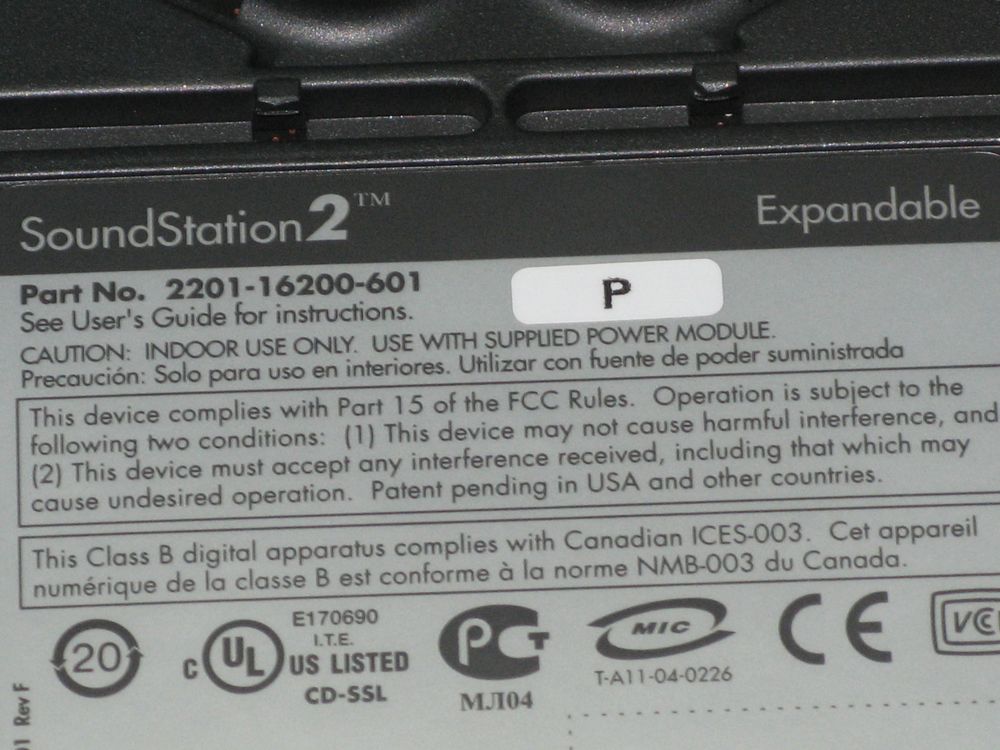 SoundStation2™
Expandable
Part No. 2201-16200-601
P
See User's Guide for instructions.
CAUTION: INDOOR USE ONLY. USE WITH SUPPLIED POWER MODULE.
Precaución: Solo para uso en interiores. Utilizar con fuente de poder suministrada
This device complies with Part 15 of the FCC Rules. Operation is subject to the
following two conditions: (1) This device may not cause harmful interference, and
(2) This device must accept any interference received, including that which may
cause undesired operation. Patent pending in USA and other countries.
This Class B digital apparatus complies with Canadian ICES-003. Cet appareil
numérique de la classe B est conforme à la norme NMB-003 du Canada.
20
C UL US LISTED
E170690
I.T.E.
CD-SSL
PCT
МЛ04
MIC
T-A11-04-0226
CE
VC
01 Rev F